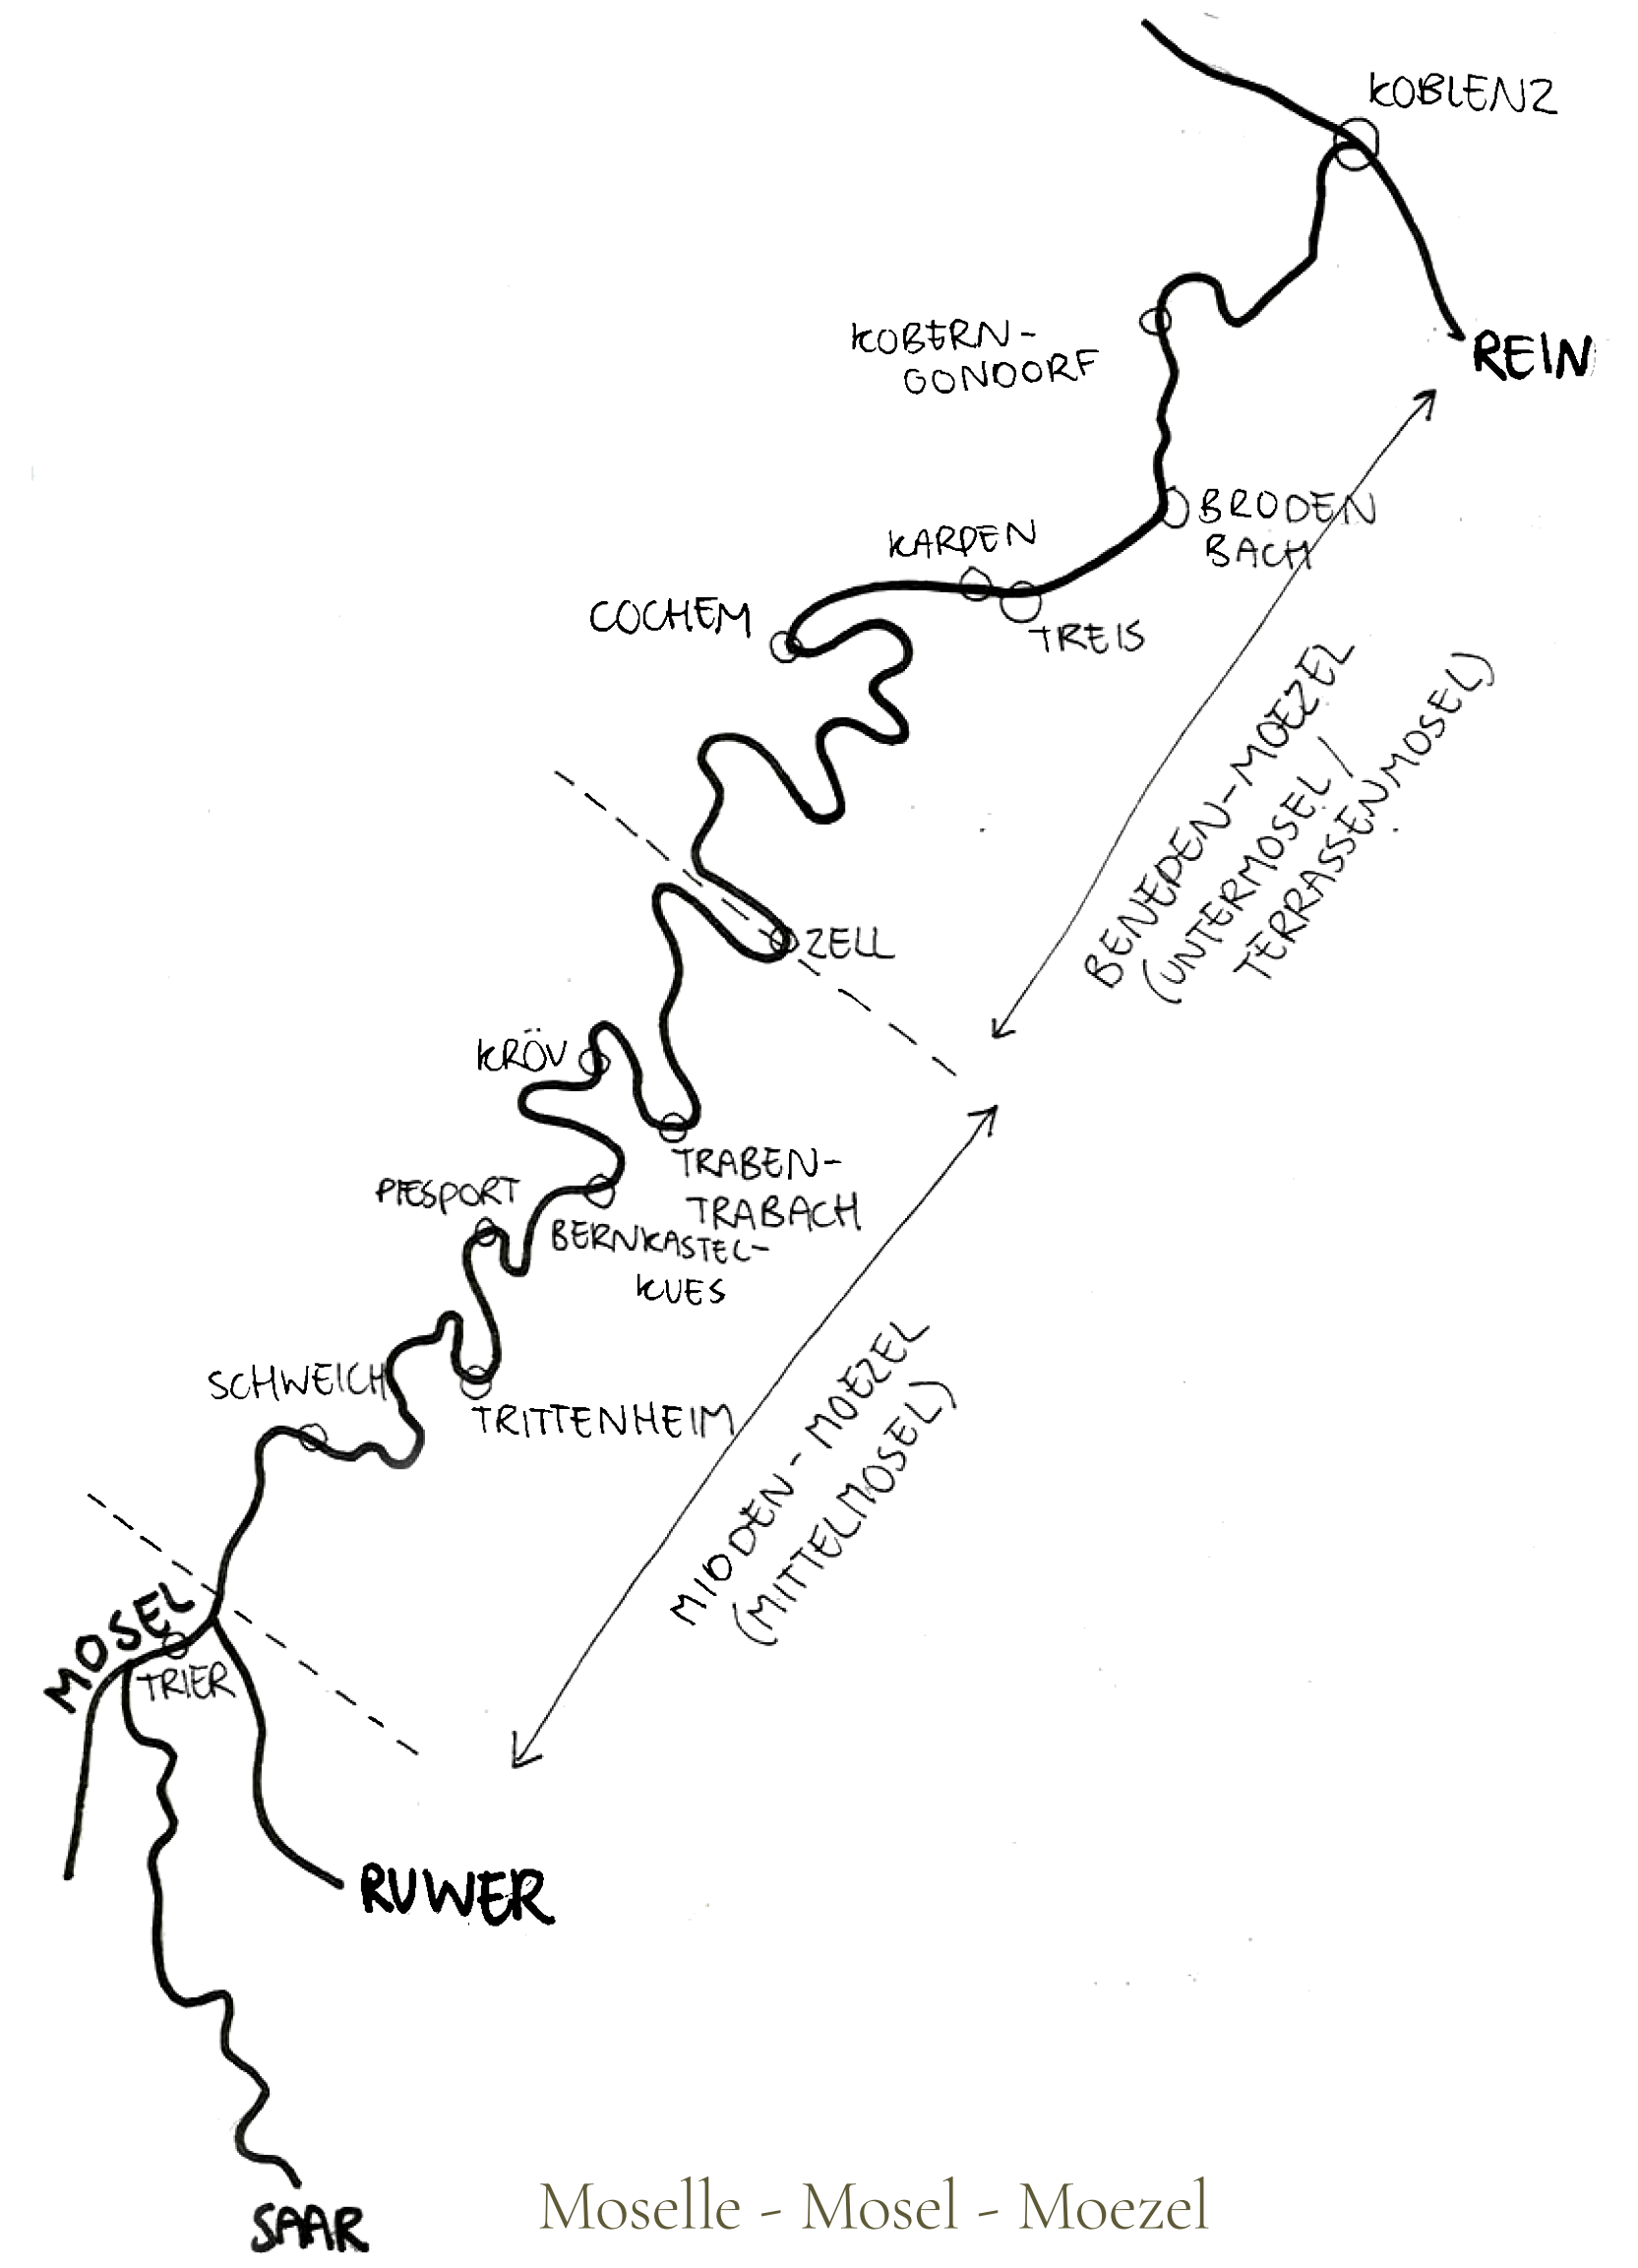 KOBLENZ
KOBERN-
GONDORF
REIN
BRODEN
BACH
KARDEN
COCHEM
TREIS
BENEDEN-MOEZEL
(UNTERMOSEL /
TERRASSENMOSEL)
ZELL
KRÖV
TRABEN-
TRABACH
PIESPORT
BERNKASTEL-
KUES
SCHWEICH
TRITTENHEIM
MIDDEN-MOEZEL
(MITTELMOSEL)
MOSEL
TRIER
RUWER
SAAR
Moselle - Mosel - Moezel